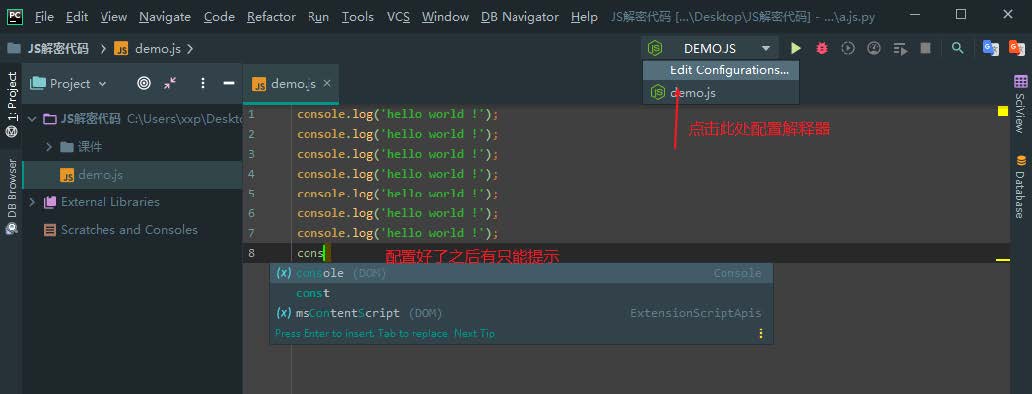 PC File Edit View Navigate Code Refactor Run Tools VCS Window DB Navigator Help JS解密代码 [...\Desktop\JS解密代码] - ...\a.js.py
JS解密代码 JS demo.js JS DEMOJS
Project JS demo.js Edit Configurations...
JS demo.js
1: Project
DB Browser
SciView
Database
JS解密代码 C:\Users\xxp\Deskto
课件
JS demo.js
External Libraries
Scratches and Consoles
点击此处配置解释器
1 console.log('hello world !');
2 console.log('hello world !');
3 console.log('hello world !');
4 console.log('hello world !');
5 console.log('hello world !');
6 console.log('hello world !');
7 console.log('hello world !');
8 cons 配置好了之后有只能提示
(x) console (DOM) Console
const
(x) msContentScript (DOM) ExtensionScriptApis
Press Enter to insert, Tab to replace Next Tip